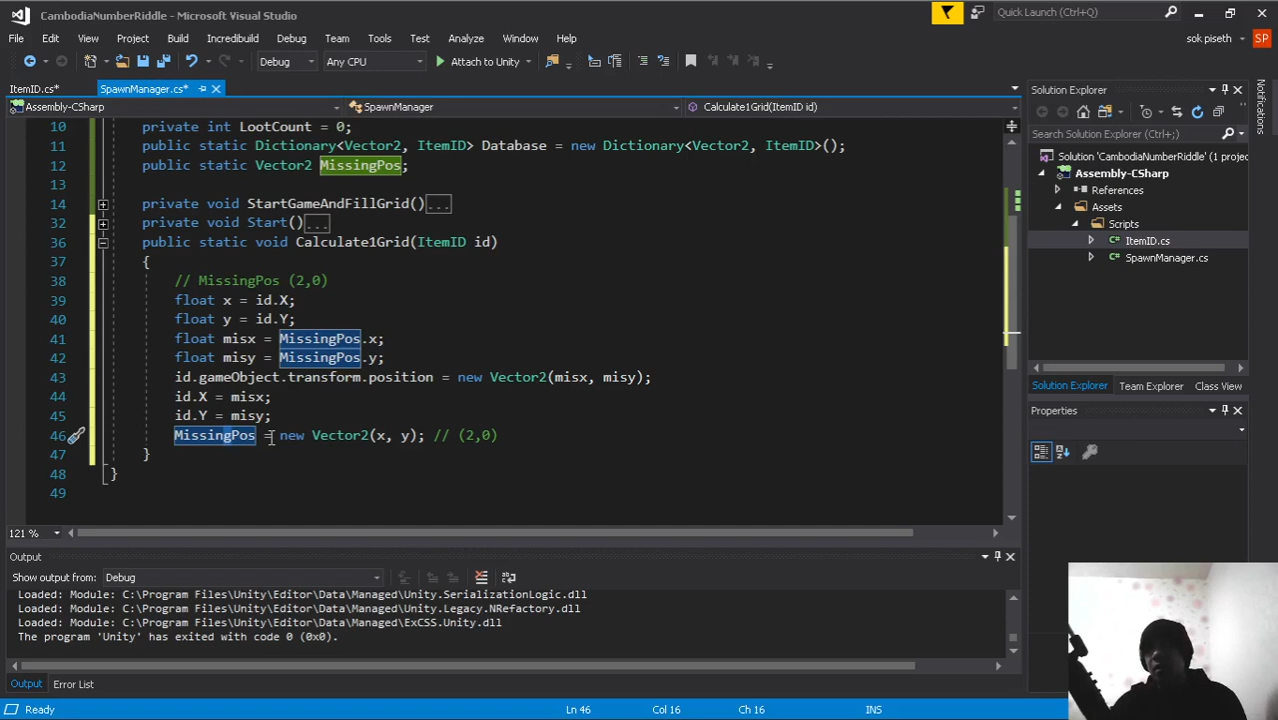 CambodiaNumberRiddle - Microsoft Visual Studio
Quick Launch (Ctrl+Q)
File Edit View Project Build Incredibuild Debug Team Tools Test Analyze Window Help
sok piseth SP
Debug Any CPU Attach to Unity
ItemID.cs* SpawnManager.cs*
Assembly-CSharp SpawnManager Calculate1Grid(ItemID id)
10 private int LootCount = 0;
11 public static Dictionary<Vector2, ItemID> Database = new Dictionary<Vector2, ItemID>();
12 public static Vector2 MissingPos;
13
14 private void StartGameAndFillGrid()...
32 private void Start()...
36 public static void Calculate1Grid(ItemID id)
37 {
38 // MissingPos (2,0)
39 float x = id.X;
40 float y = id.Y;
41 float misx = MissingPos.x;
42 float misy = MissingPos.y;
43 id.gameObject.transform.position = new Vector2(misx, misy);
44 id.X = misx;
45 id.Y = misy;
46 MissingPos = new Vector2(x, y); // (2,0)
47 }
48 }
49
121 %
Solution Explorer
Search Solution Explorer (Ctrl+;)
Solution 'CambodiaNumberRiddle' (1 projec
Assembly-CSharp
References
Assets
Scripts
C# ItemID.cs
C# SpawnManager.cs
Solution Explorer Team Explorer Class View
Properties
Notifications
Output
Show output from: Debug
Loaded: Module: C:\Program Files\Unity\Editor\Data\Managed\Unity.SerializationLogic.dll
Loaded: Module: C:\Program Files\Unity\Editor\Data\Managed\Unity.Legacy.NRefactory.dll
Loaded: Module: C:\Program Files\Unity\Editor\Data\Managed\ExCSS.Unity.dll
The program 'Unity' has exited with code 0 (0x0).
Output Error List
Ready Ln 46 Col 16 Ch 16 INS